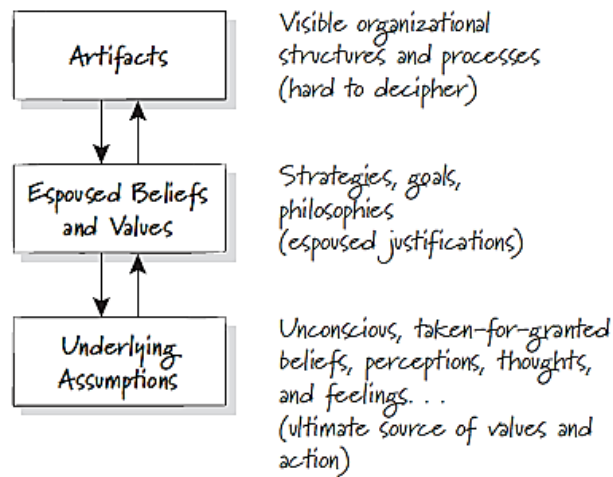 Artifacts
Visible organizational
structures and processes
(hard to decipher)
Espoused Beliefs
and Values
Strategies, goals,
philosophies
(espoused justifications)
Underlying
Assumptions
Unconscious, taken-for-granted
beliefs, perceptions, thoughts,
and feelings. . .
(ultimate source of values and
action)